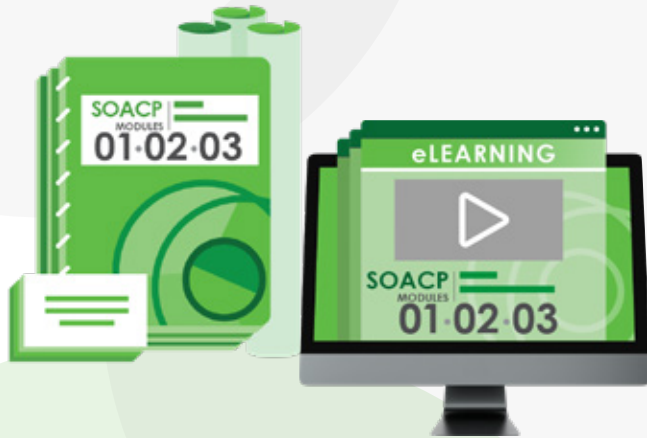 SOACP
MODULES
01·02·03
eLEARNING
SOACP
MODULES
01·02·03